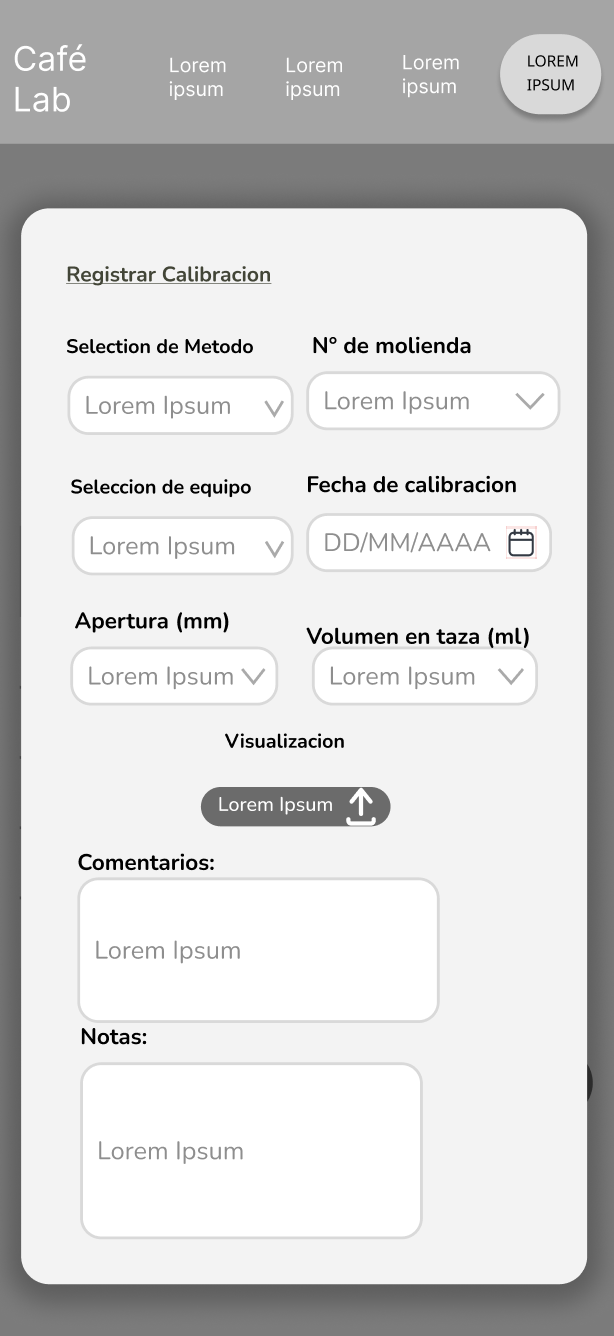 Café
Lab
Lorem
ipsum
Lorem
ipsum
Lorem
ipsum
LOREM
IPSUM
Registrar Calibracion
Selection de Metodo
N° de molienda
Lorem Ipsum
Lorem Ipsum
Seleccion de equipo
Fecha de calibracion
Lorem Ipsum
DD/MM/AAAA
Apertura (mm)
Volumen en taza (ml)
Lorem Ipsum
Lorem Ipsum
Visualizacion
Lorem Ipsum
Comentarios:
Lorem Ipsum
Notas:
Lorem Ipsum